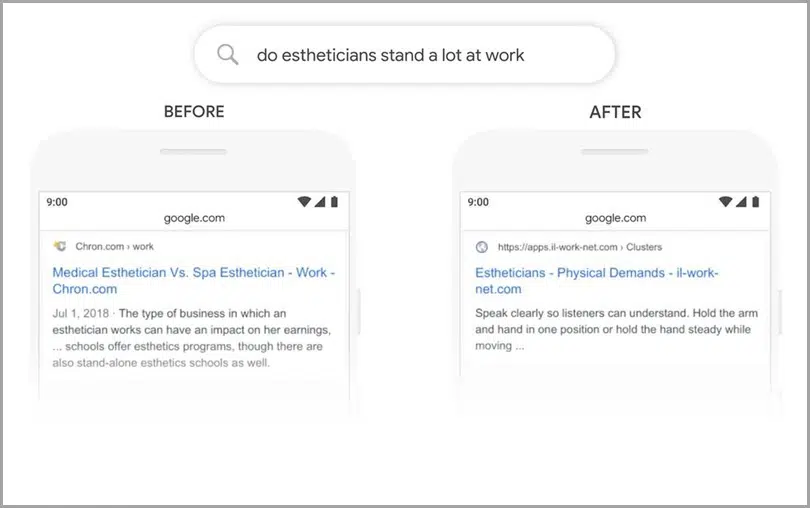 do estheticians stand a lot at work
BEFORE
AFTER
9:00
google.com
Chron.com › work
Medical Esthetician Vs. Spa Esthetician - Work -
Chron.com
Jul 1, 2018 · The type of business in which an
esthetician works can have an impact on her earnings,
... schools offer esthetics programs, though there are
also stand-alone esthetics schools as well.
9:00
google.com
https://apps.il-work-net.com › Clusters
Estheticians - Physical Demands - il-work-
net.com
Speak clearly so listeners can understand. Hold the arm
and hand in one position or hold the hand steady while
moving ...